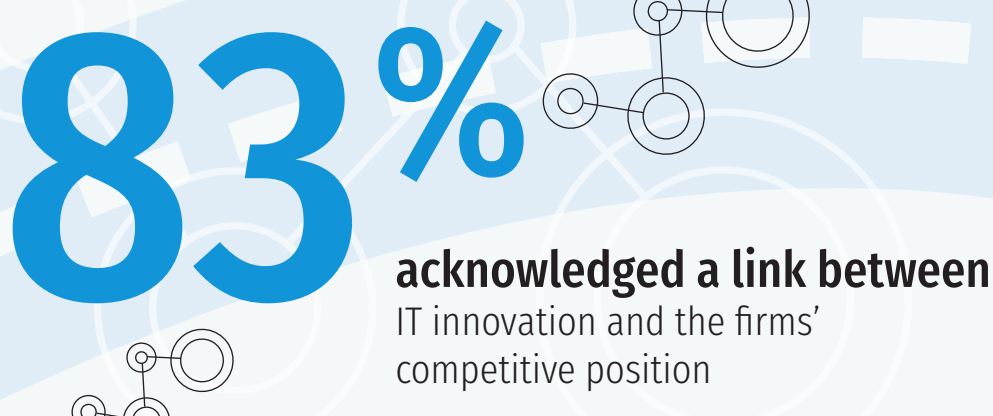 83%
acknowledged a link between
IT innovation and the firms’
competitive position